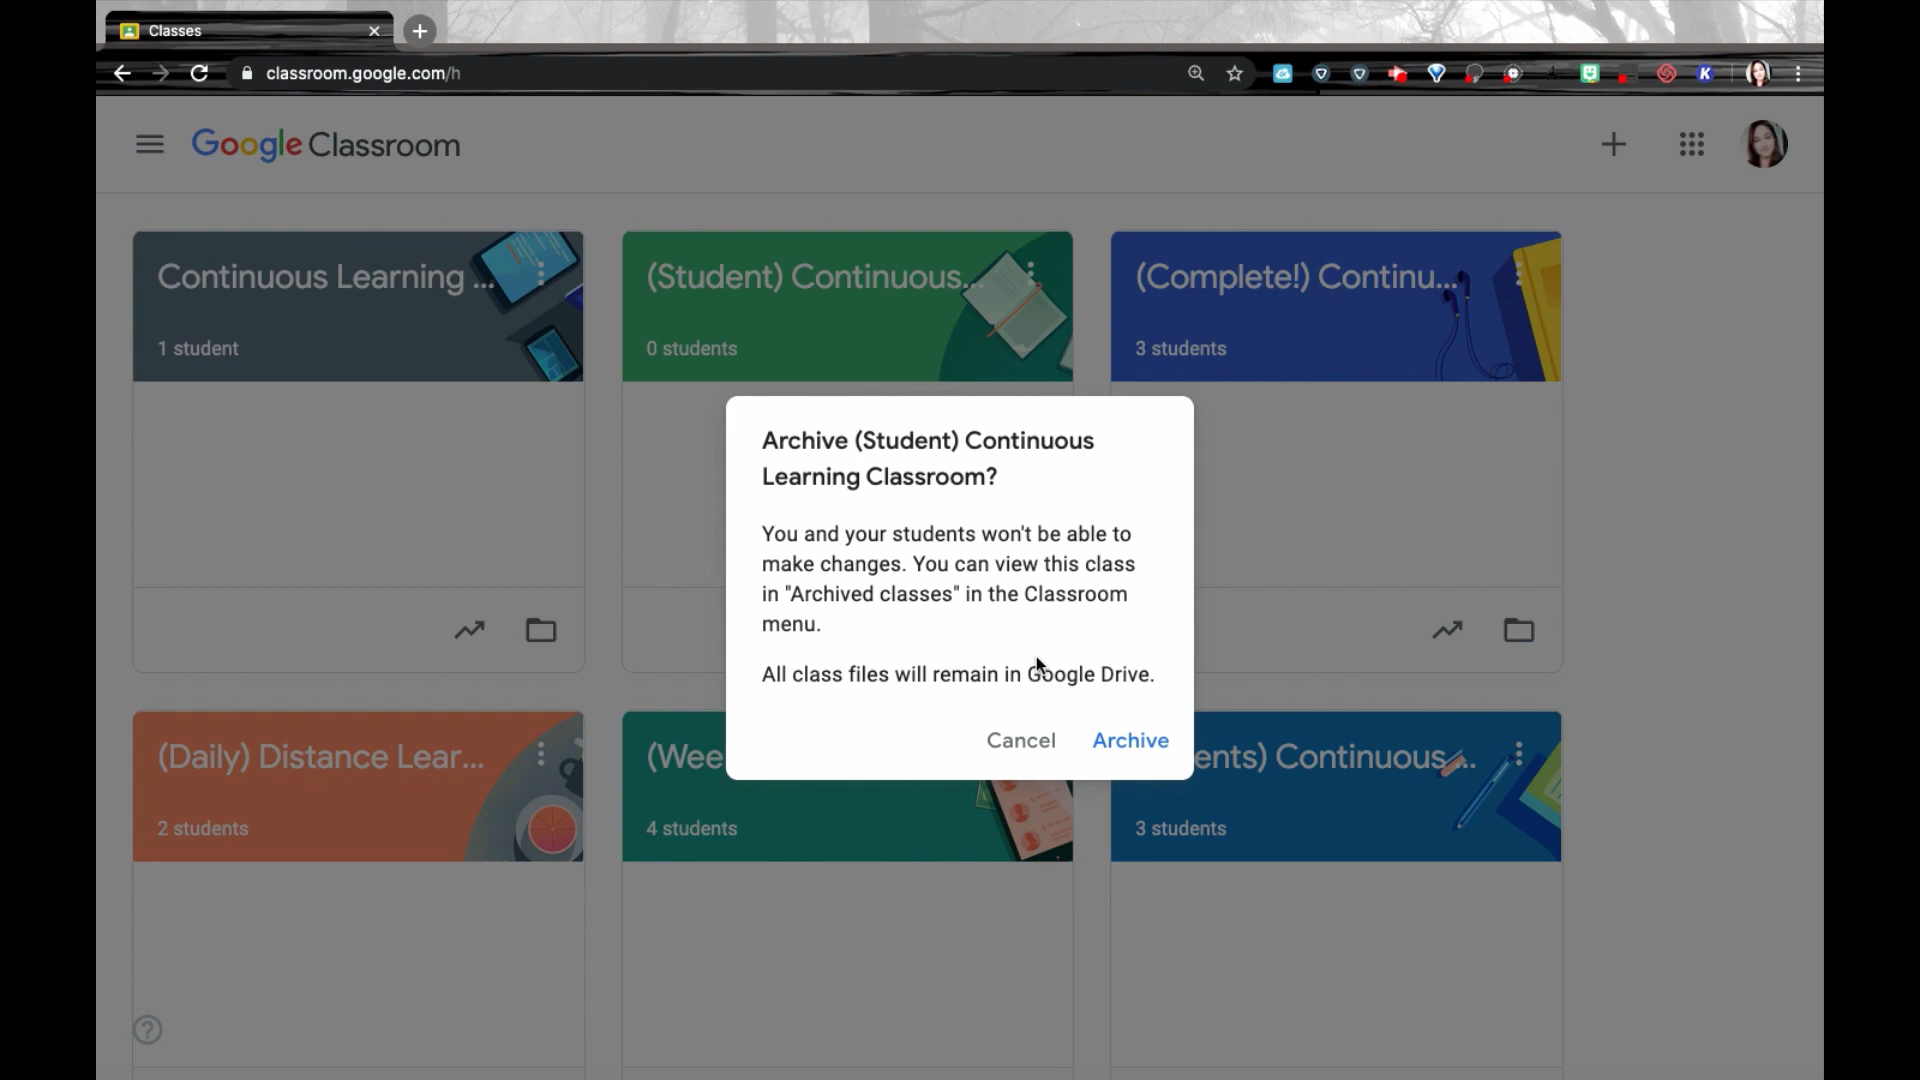 Classes
classroom.google.com/h
K
Google Classroom
Continuous Learning ...
1 student
(Student) Continuous...
0 students
(Complete!) Continu...
3 students
Archive (Student) Continuous
Learning Classroom?
You and your students won't be able to
make changes. You can view this class
in "Archived classes" in the Classroom
menu.
All class files will remain in Google Drive.
Cancel
Archive
(Daily) Distance Lear...
2 students
(Wee
4 students
ents) Continuous...
3 students